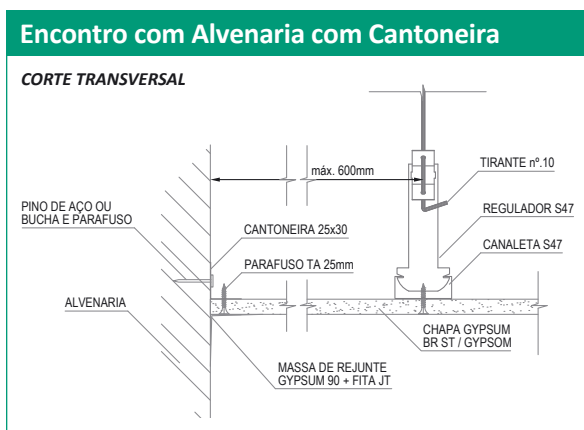 Encontro com Alvenaria com Cantoneira
CORTE TRANSVERSAL
máx. 600mm
TIRANTE nº.10
PINO DE AÇO OU
BUCHA E PARAFUSO
REGULADOR S47
CANTONEIRA 25x30
CANALETA S47
PARAFUSO TA 25mm
ALVENARIA
CHAPA GYPSUM
BR ST / GYPSOM
MASSA DE REJUNTE
GYPSUM 90 + FITA JT